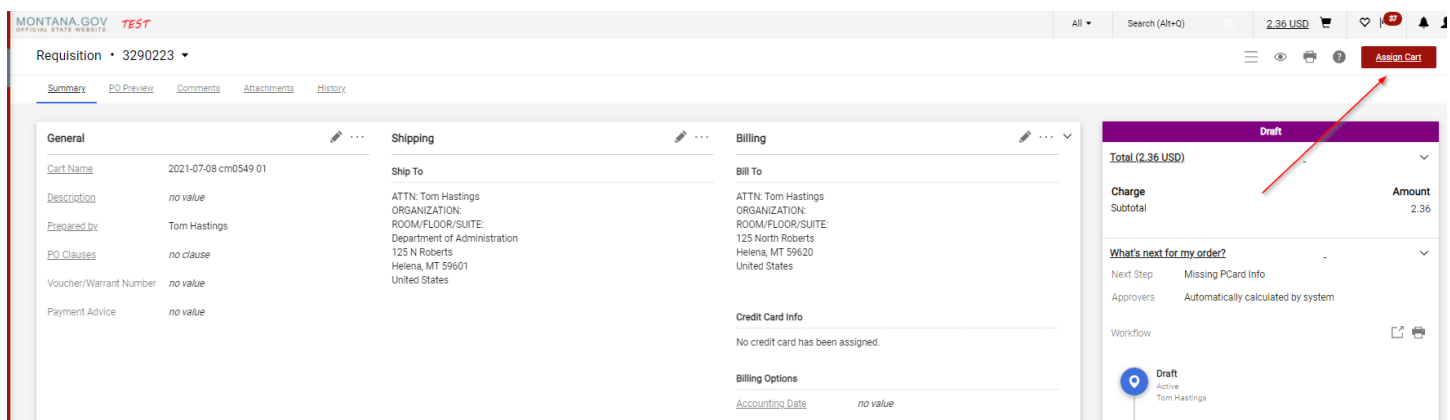 MONTANA.GOV TEST
OFFICIAL STATE WEBSITE
All Search (Alt+Q) 2.36 USD 37
Requisition • 3290223
Assign Cart
Summary PO Preview Comments Attachments History
General
Cart Name 2021-07-08 cm0549 01
Description no value
Prepared by Tom Hastings
PO Clauses no clause
Voucher/Warrant Number no value
Payment Advice no value
Shipping
Ship To
ATTN: Tom Hastings
ORGANIZATION:
ROOM/FLOOR/SUITE:
Department of Administration
125 N Roberts
Helena, MT 59601
United States
Billing
Bill To
ATTN: Tom Hastings
ORGANIZATION:
ROOM/FLOOR/SUITE:
125 North Roberts
Helena, MT 59620
United States
Credit Card Info
No credit card has been assigned.
Billing Options
Accounting Date no value
Draft
Total (2.36 USD)
Charge Amount
Subtotal 2.36
What's next for my order?
Next Step Missing PCard Info
Approvers Automatically calculated by system
Workflow
Draft
Active
Tom Hastings